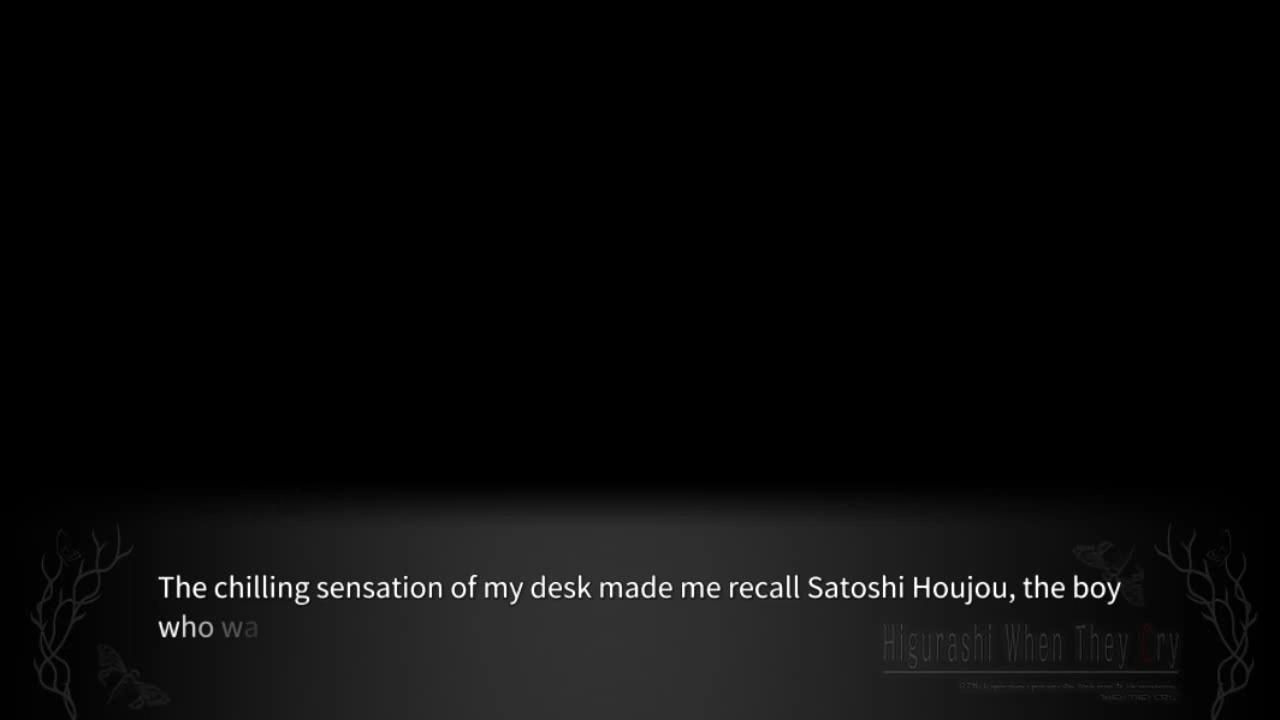 The chilling sensation of my desk made me recall Satoshi Houjou, the boy
who wa
Higurashi When They Cry